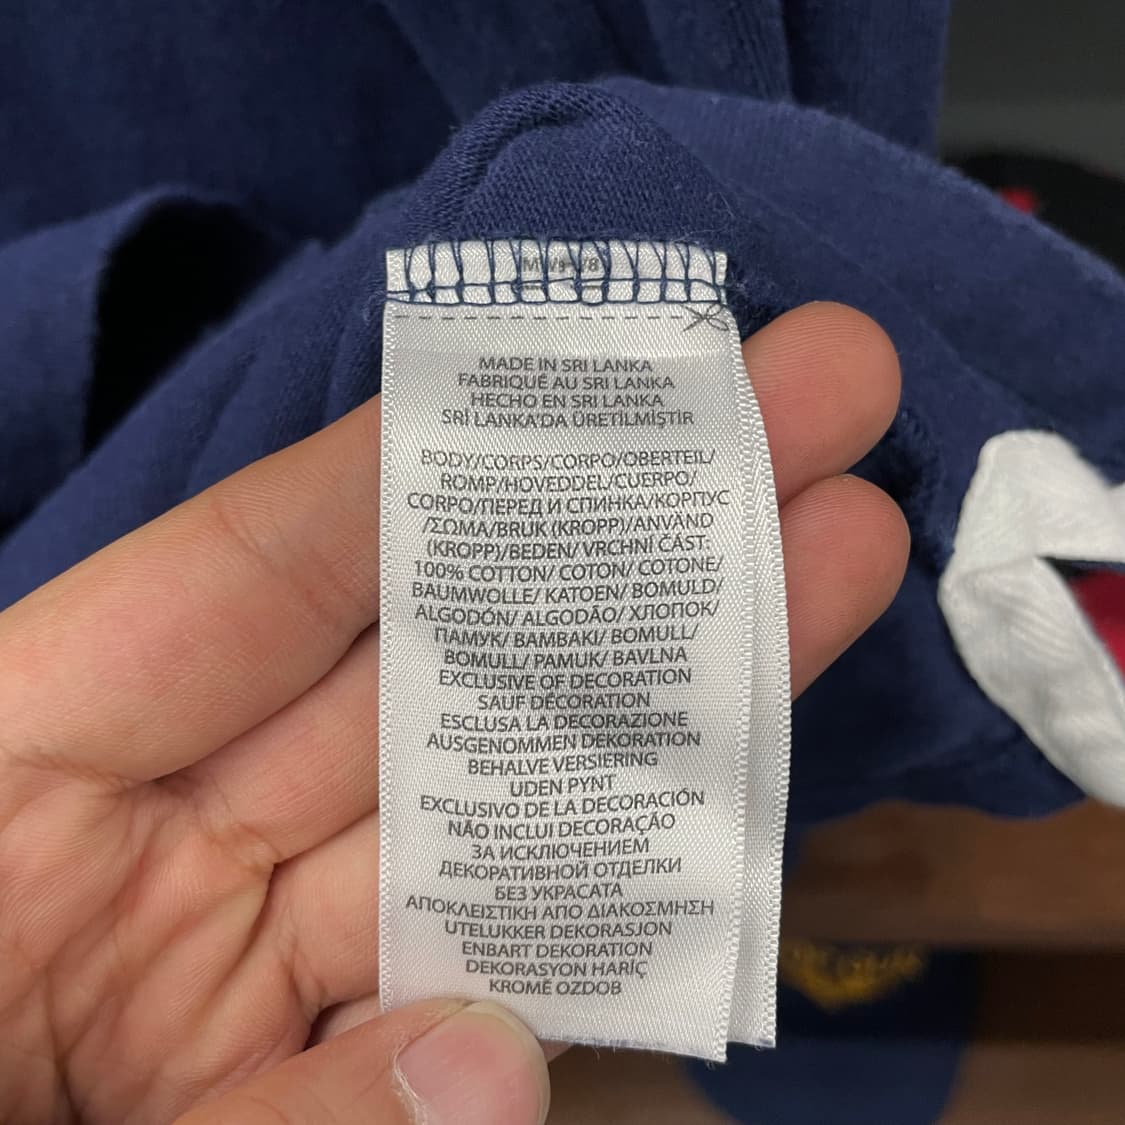 MADE IN SRI LANKA
FABRIQUÉ AU SRI LANKA
HECHO EN SRI LANKA
SRİ LANKA'DA ÜRETİLMİŞTİR
BODY/CORPS/CORPO/OBERTEIL/
ROMP/HOVEDDEL/CUERPO/
CORPO/ПЕРЕД И СПИНКА/КОРПУС
/ΣΩΜΑ/BRUK (KROPP)/ANVÄND
(KROPP)/BEDEN/ VRCHNÍ ČÁST:
100% COTTON/ COTON/ COTONE/
BAUMWOLLE/ KATOEN/ BOMULD/
ALGODÓN/ ALGODÃO/ ХЛОПОК/
ПАМУК/ ΒΑΜΒΑΚΙ/ BOMULL/
BOMULL/ PAMUK/ BAVLNA
EXCLUSIVE OF DECORATION
SAUF DÉCORATION
ESCLUSA LA DECORAZIONE
AUSGENOMMEN DEKORATION
BEHALVE VERSIERING
UDEN PYNT
EXCLUSIVO DE LA DECORACIÓN
NÃO INCLUI DECORAÇÃO
ЗА ИСКЛЮЧЕНИЕМ
ДЕКОРАТИВНОЙ ОТДЕЛКИ
БЕЗ УКРАСАТА
ΑΠΟΚΛΕΙΣΤΙΚΗ ΑΠΟ ΔΙΑΚΟΣΜΗΣΗ
UTELUKKER DEKORASJON
ENBART DEKORATION
DEKORASYON HARİÇ
KROMĚ OZDOB